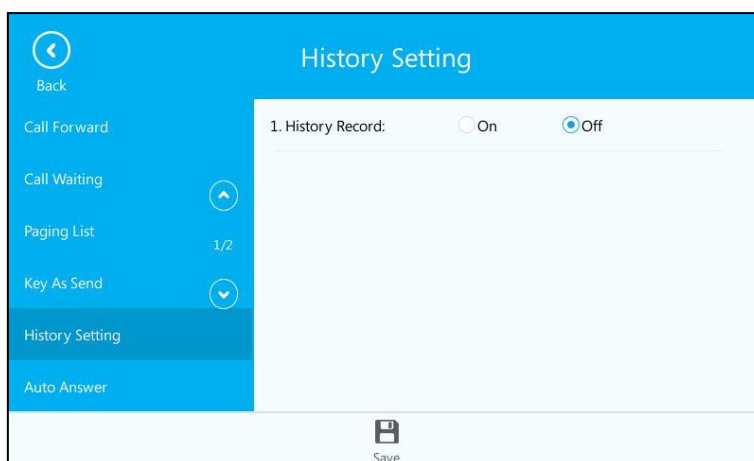 History Setting
Back
Call Forward
Call Waiting
Paging List
1/2
Key As Send
History Setting
Auto Answer
1. History Record: On Off
Save